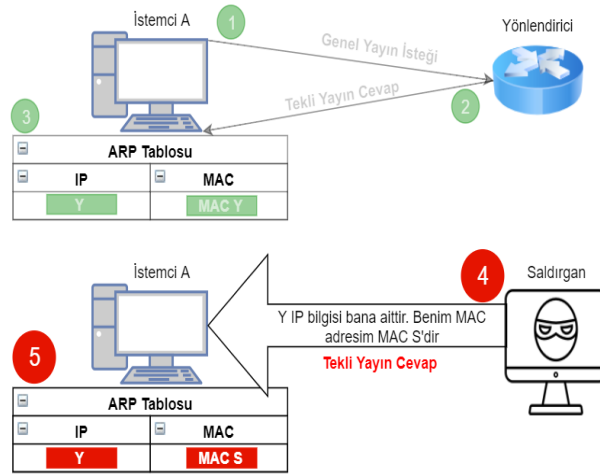 İstemci A
1
Yönlendirici
Genel Yayın İsteği
Tekli Yayın Cevap
2
3
ARP Tablosu
IP MAC
Y MAC Y
İstemci A
4
Saldırgan
Y IP bilgisi bana aittir. Benim MAC
adresim MAC S'dir
Tekli Yayın Cevap
5
ARP Tablosu
IP MAC
Y MAC S